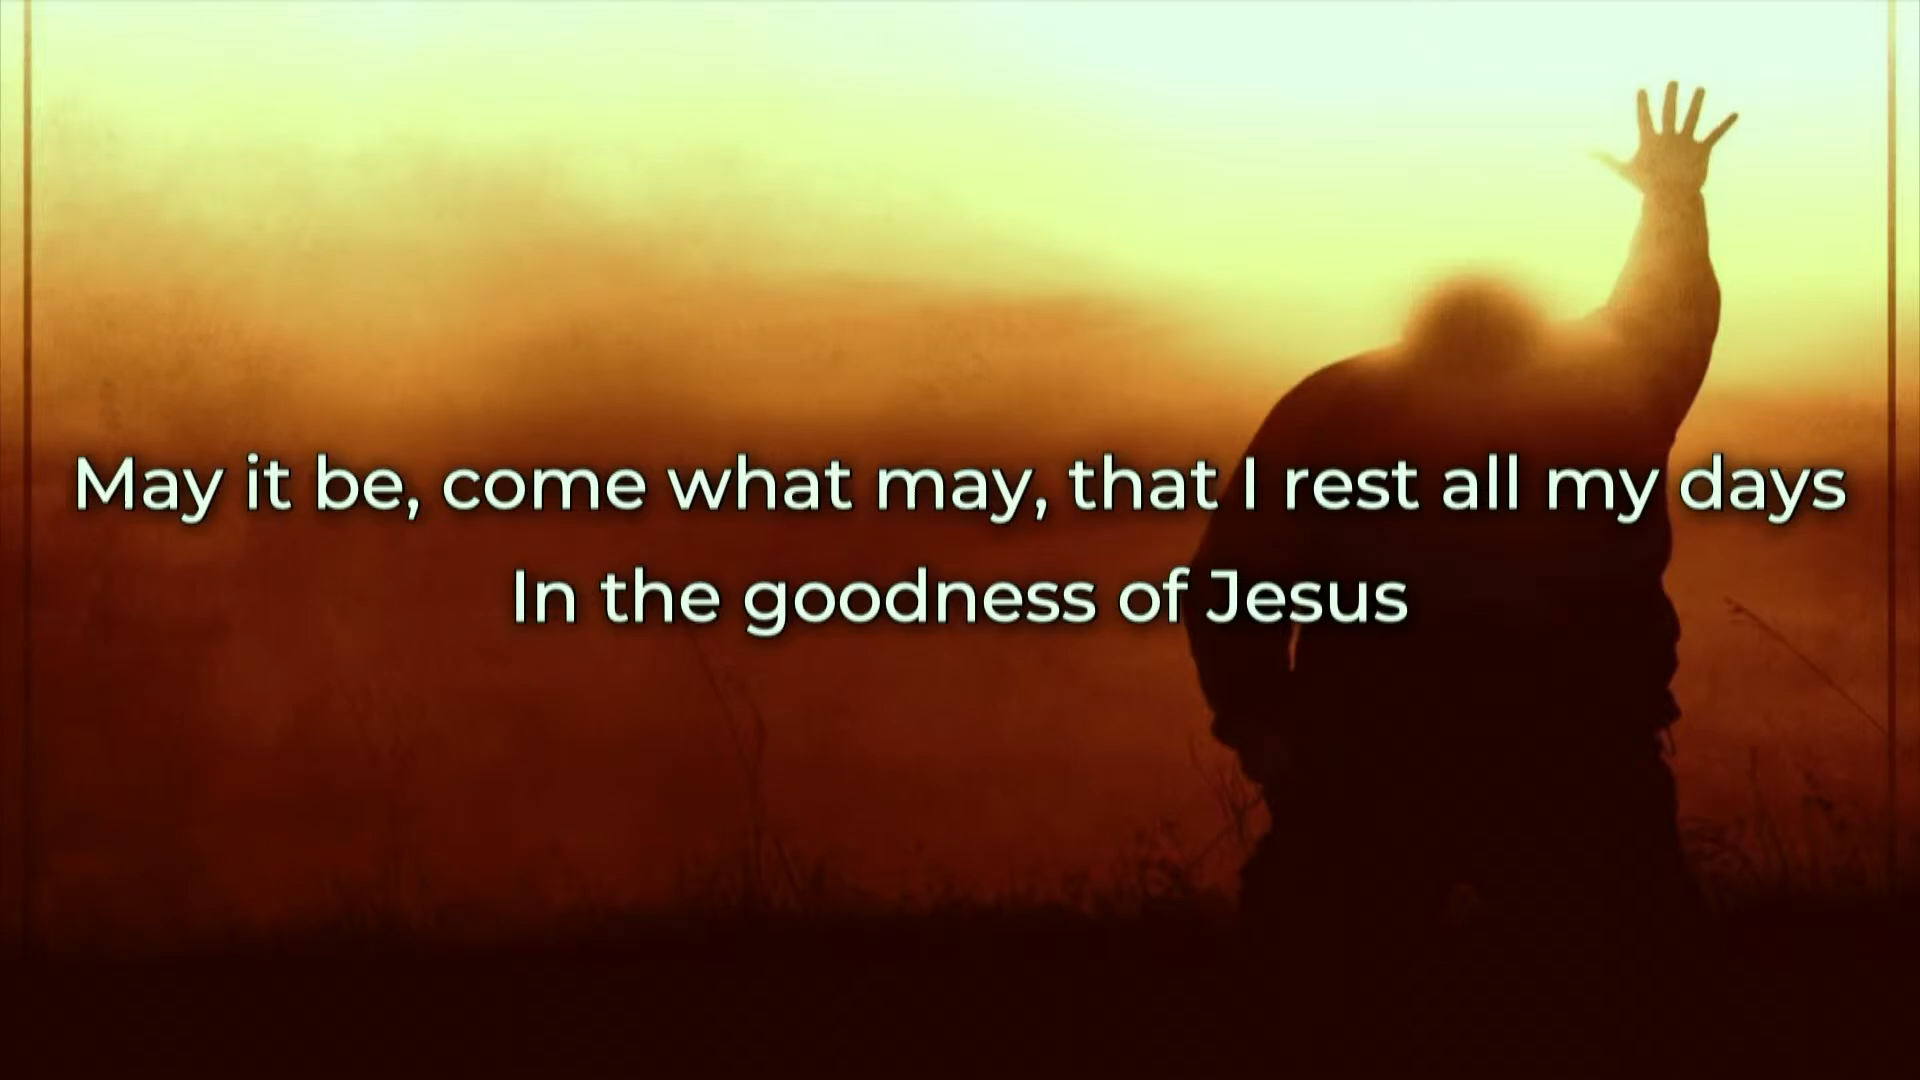 May it be, come what may, that I rest all my days
In the goodness of Jesus